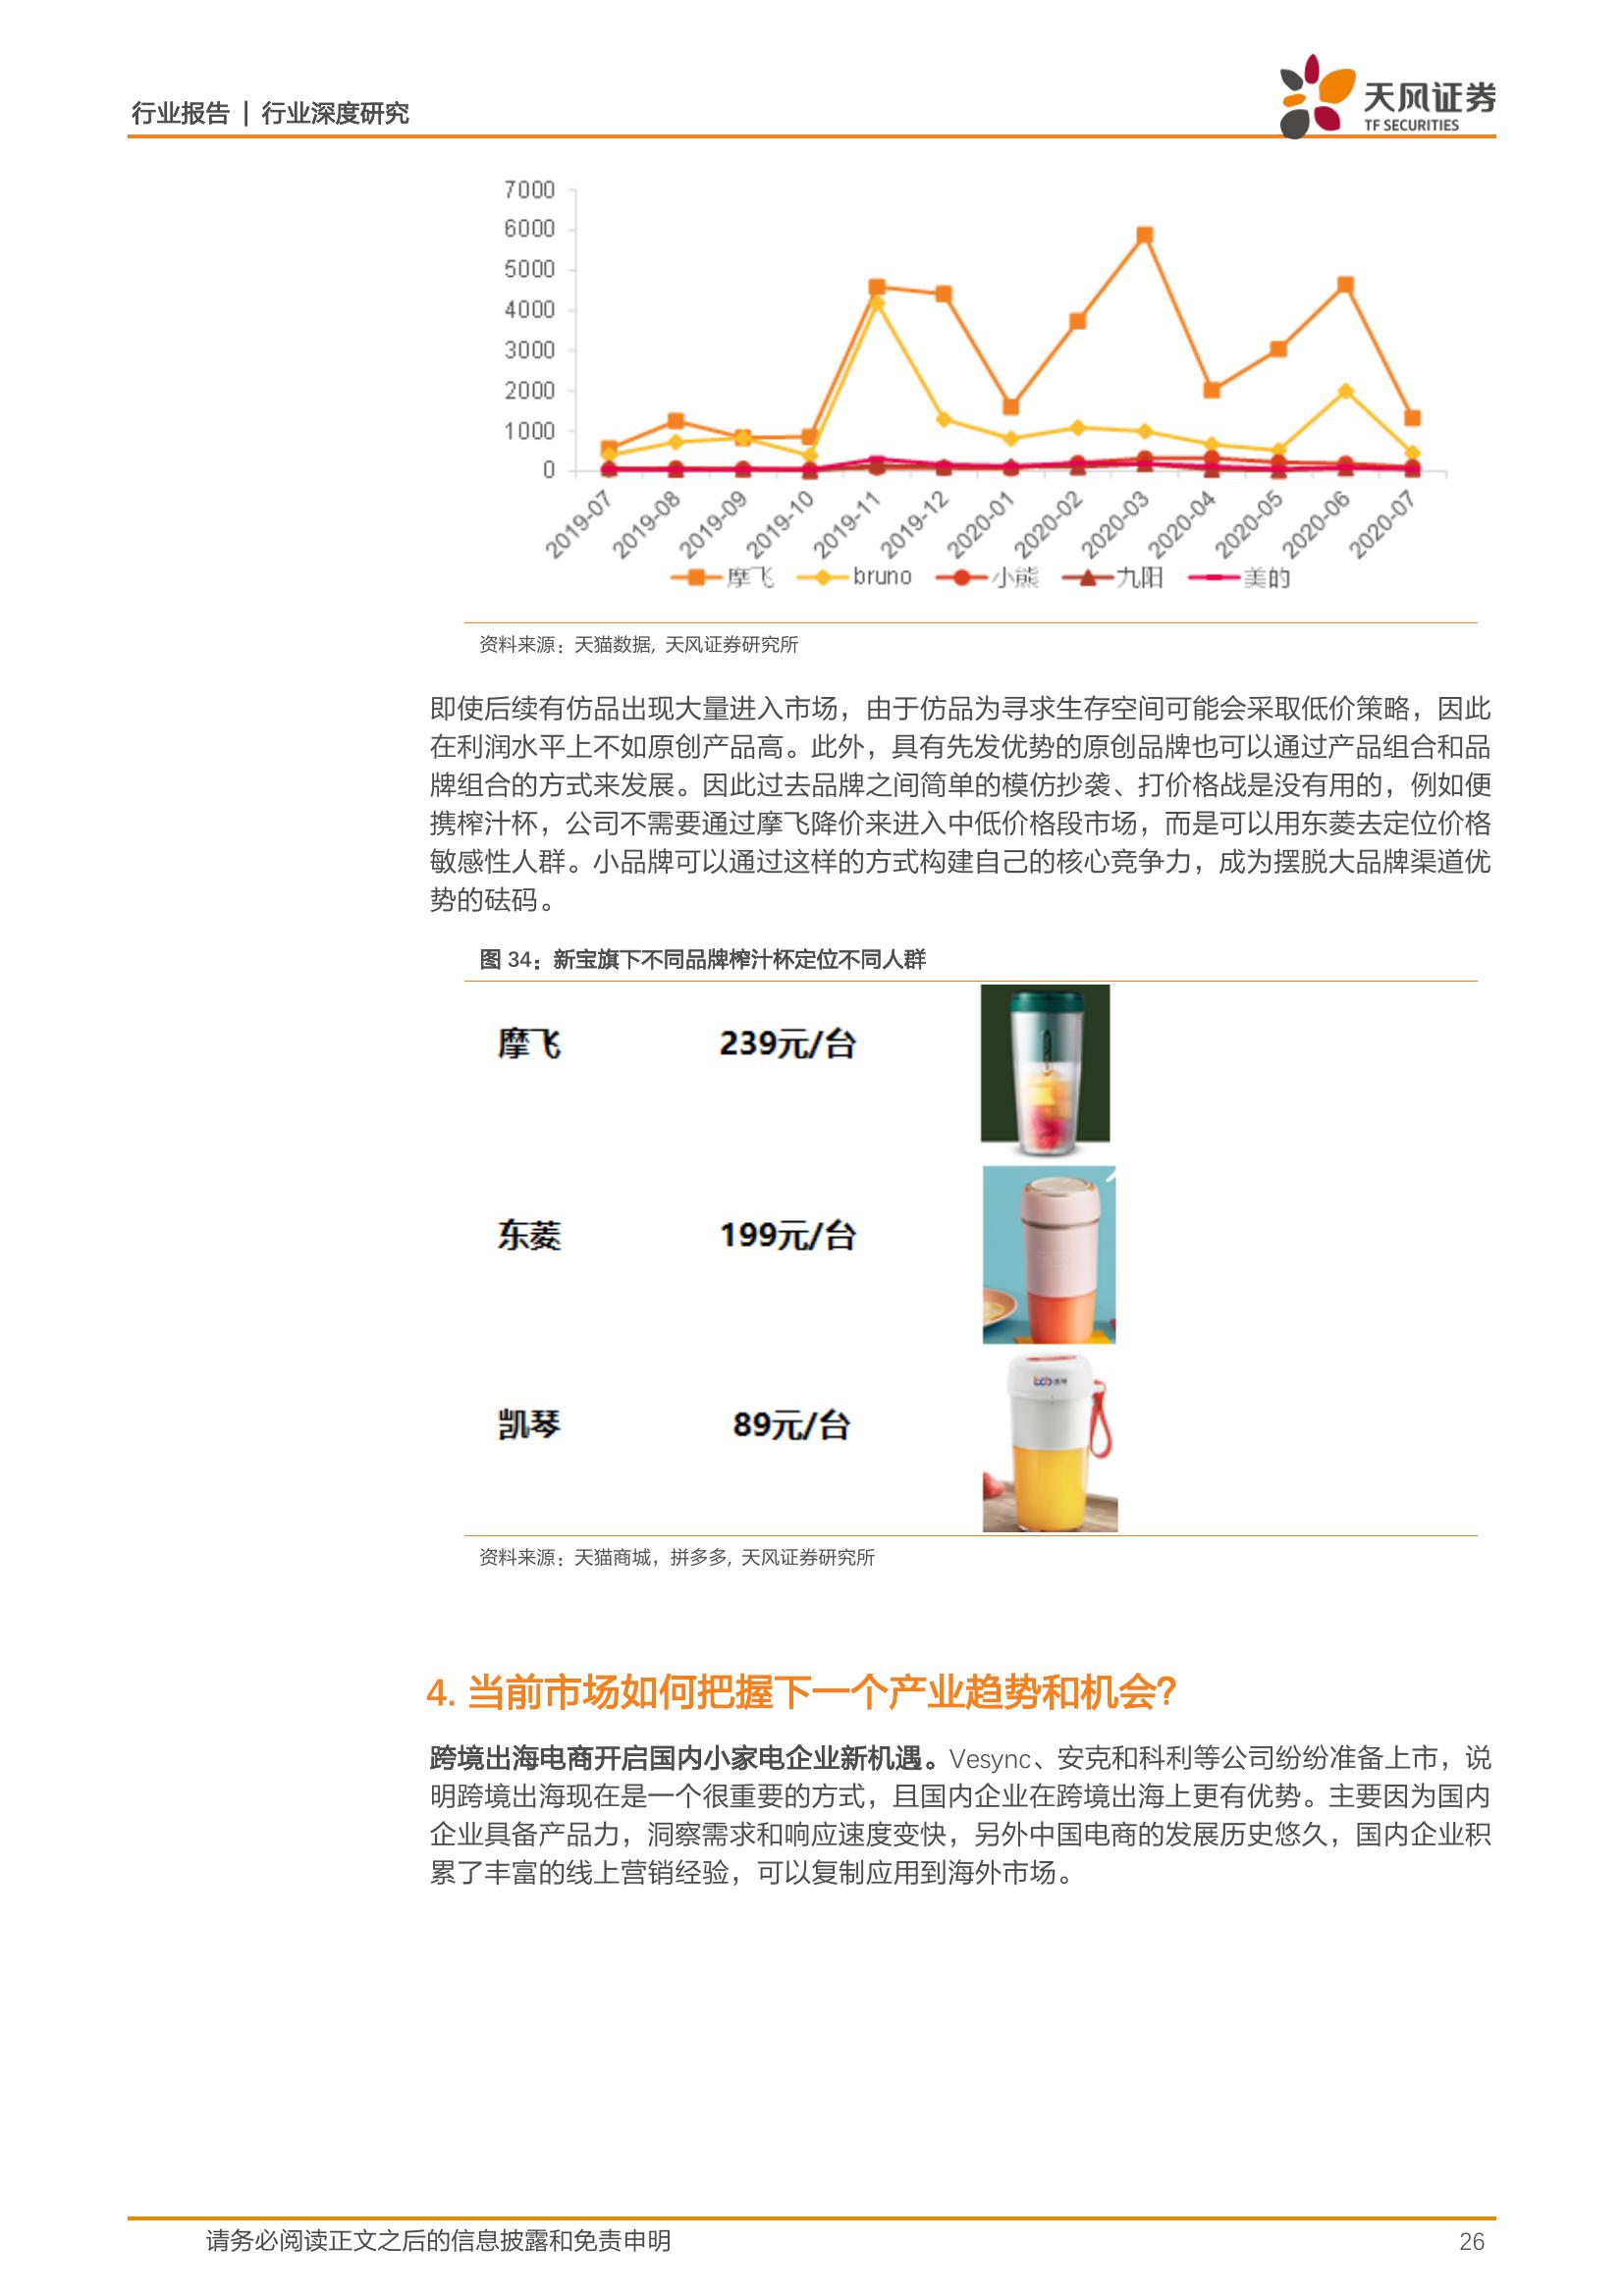 行业报告 | 行业深度研究
天风证券
TF SECURITIES
7000
6000
5000
4000
3000
2000
1000
0
2019-07 2019-08 2019-09 2019-10 2019-11 2019-12 2020-01 2020-02 2020-03 2020-04 2020-05 2020-06 2020-07
摩飞 bruno 小熊 九阳 美的
资料来源：天猫数据, 天风证券研究所
即使后续有仿品出现大量进入市场，由于仿品为寻求生存空间可能会采取低价策略，因此
在利润水平上不如原创产品高。此外，具有先发优势的原创品牌也可以通过产品组合和品
牌组合的方式来发展。因此过去品牌之间简单的模仿抄袭、打价格战是没有用的，例如便
携榨汁杯，公司不需要通过摩飞降价来进入中低价格段市场，而是可以用东菱去定位价格
敏感性人群。小品牌可以通过这样的方式构建自己的核心竞争力，成为摆脱大品牌渠道优
势的砝码。
图 34：新宝旗下不同品牌榨汁杯定位不同人群
摩飞 239元/台
东菱 199元/台
凯琴 89元/台
资料来源：天猫商城，拼多多, 天风证券研究所
4. 当前市场如何把握下一个产业趋势和机会？
跨境出海电商开启国内小家电企业新机遇。Vesync、安克和科利等公司纷纷准备上市，说
明跨境出海现在是一个很重要的方式，且国内企业在跨境出海上更有优势。主要因为国内
企业具备产品力，洞察需求和响应速度变快，另外中国电商的发展历史悠久，国内企业积
累了丰富的线上营销经验，可以复制应用到海外市场。
请务必阅读正文之后的信息披露和免责申明 26